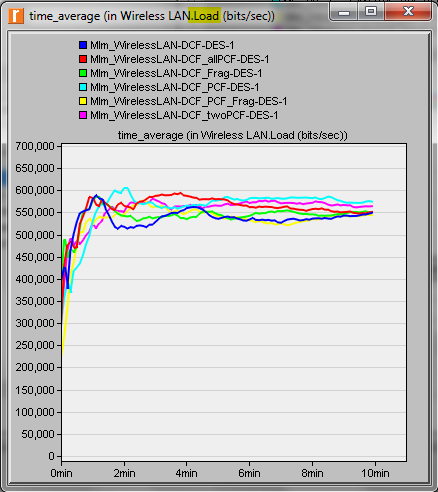 time_average (in Wireless LAN.Load (bits/sec))
Mlm_WirelessLAN-DCF-DES-1
Mlm_WirelessLAN-DCF_allPCF-DES-1
Mlm_WirelessLAN-DCF_Frag-DES-1
Mlm_WirelessLAN-DCF_PCF-DES-1
Mlm_WirelessLAN-DCF_PCF_Frag-DES-1
Mlm_WirelessLAN-DCF_twoPCF-DES-1
time_average (in Wireless LAN.Load (bits/sec))
700,000
650,000
600,000
550,000
500,000
450,000
400,000
350,000
300,000
250,000
200,000
150,000
100,000
50,000
0
0min 2min 4min 6min 8min 10min